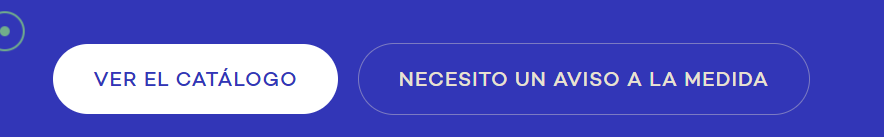 VER EL CATÁLOGO
NECESITO UN AVISO A LA MEDIDA